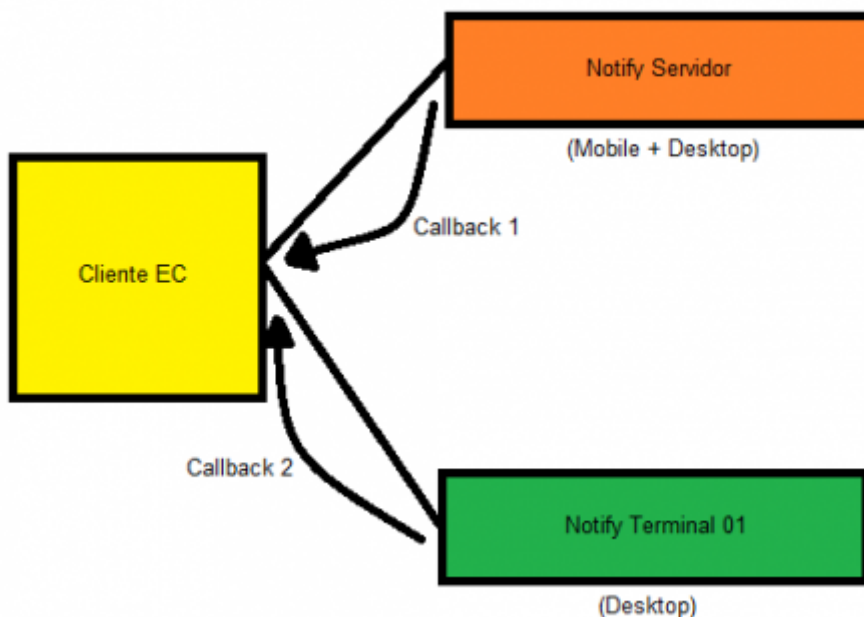 Notify Servidor
(Mobile + Desktop)
Callback 1
Cliente EC
Callback 2
Notify Terminal 01
(Desktop)